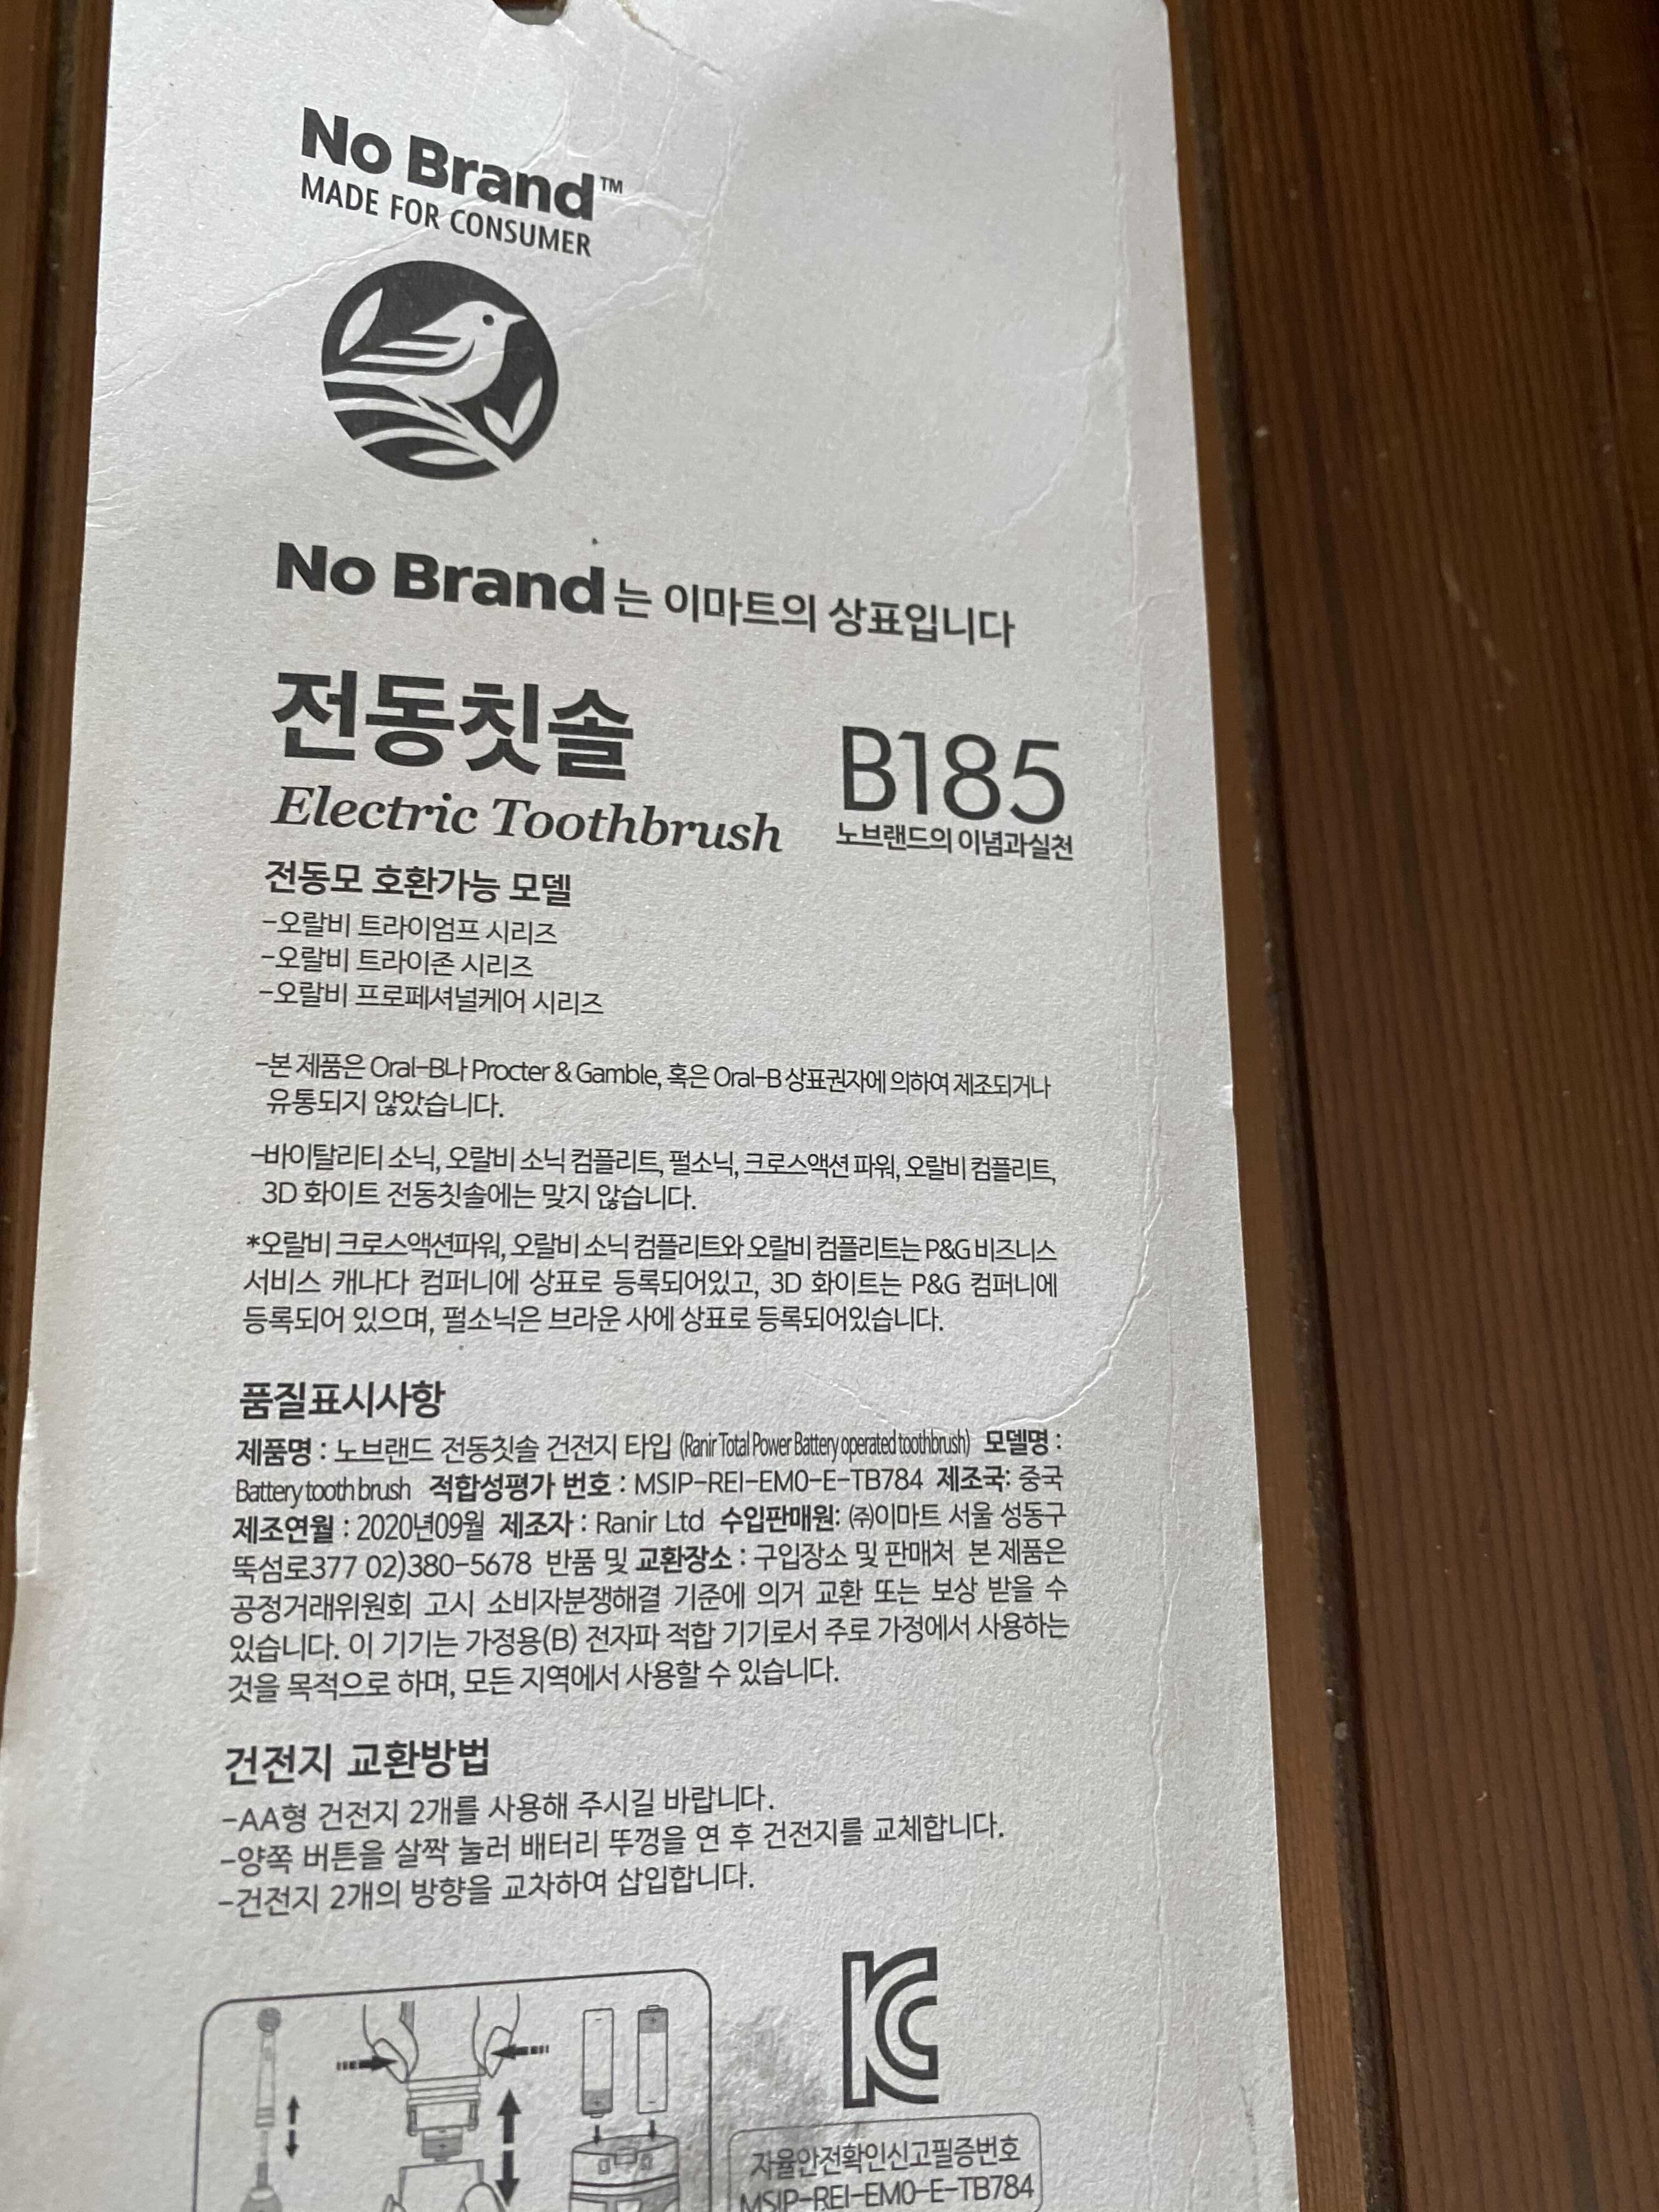 No Brand™
MADE FOR CONSUMER
No Brand는 이마트의 상표입니다
전동칫솔
Electric Toothbrush
B185
노브랜드의 이념과실천
전동모 호환가능 모델
-오랄비 트라이엄프 시리즈
-오랄비 트라이존 시리즈
-오랄비 프로페셔널케어 시리즈
-본 제품은 Oral-B나 Procter & Gamble, 혹은 Oral-B 상표권자에 의하여 제조되거나
유통되지 않았습니다.
-바이탈리티 소닉, 오랄비 소닉 컴플리트, 펄소닉, 크로스액션 파워, 오랄비 컴플리트,
3D 화이트 전동칫솔에는 맞지 않습니다.
*오랄비 크로스액션파워, 오랄비 소닉 컴플리트와 오랄비 컴플리트는 P&G 비즈니스
서비스 캐나다 컴퍼니에 상표로 등록되어있고, 3D 화이트는 P&G 컴퍼니에
등록되어 있으며, 펄소닉은 브라운 사에 상표로 등록되어있습니다.
품질표시사항
제품명 : 노브랜드 전동칫솔 건전지 타입 (Ranir Total Power Battery operated toothbrush) 모델명 :
Battery tooth brush 적합성평가 번호 : MSIP-REI-EM0-E-TB784 제조국: 중국
제조연월 : 2020년09월 제조자 : Ranir Ltd 수입판매원: ㈜이마트 서울 성동구
뚝섬로377 02)380-5678 반품 및 교환장소 : 구입장소 및 판매처 본 제품은
공정거래위원회 고시 소비자분쟁해결 기준에 의거 교환 또는 보상 받을 수
있습니다. 이 기기는 가정용(B) 전자파 적합 기기로서 주로 가정에서 사용하는
것을 목적으로 하며, 모든 지역에서 사용할 수 있습니다.
건전지 교환방법
-AA형 건전지 2개를 사용해 주시길 바랍니다.
-양쪽 버튼을 살짝 눌러 배터리 뚜껑을 연 후 건전지를 교체합니다.
-건전지 2개의 방향을 교차하여 삽입합니다.
자율안전확인신고필증번호
MSIP-REI-EM0-E-TB784